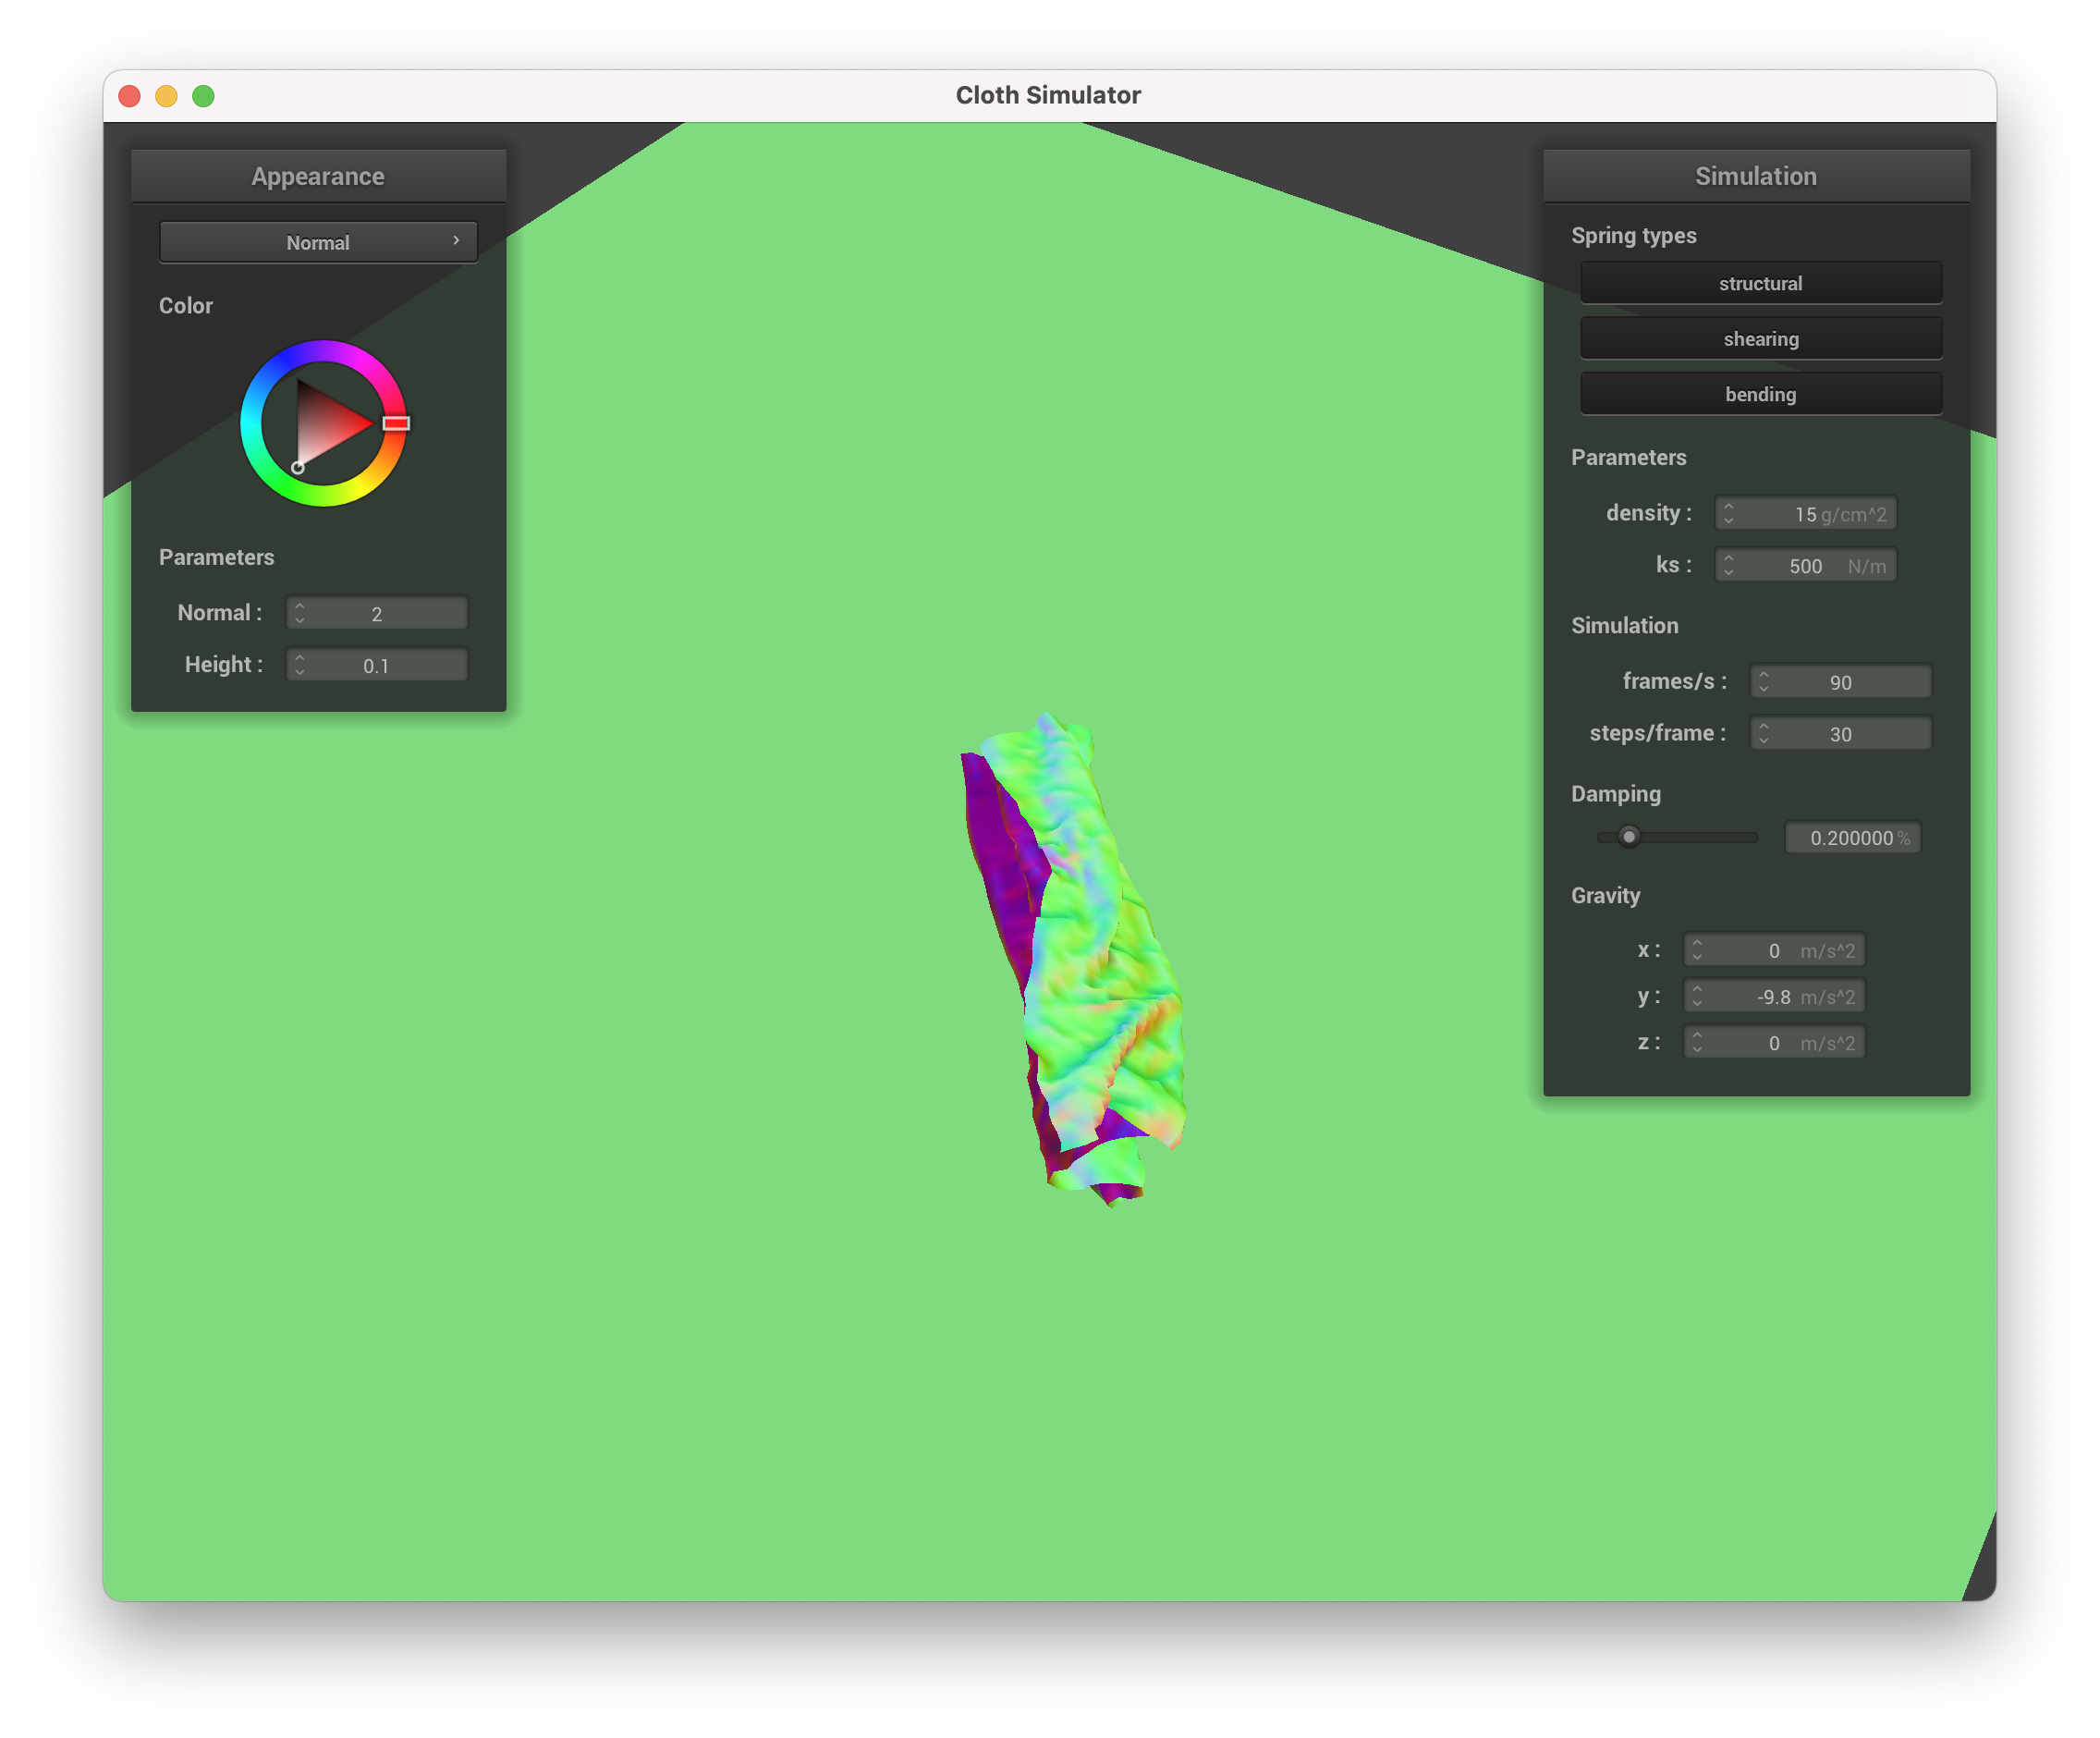 Cloth Simulator
Appearance
Normal
Color
Parameters
Normal :
2
Height :
0.1
Simulation
Spring types
structural
shearing
bending
Parameters
density :
15 g/cm^2
ks :
500 N/m
Simulation
frames/s :
90
steps/frame :
30
Damping
0.200000 %
Gravity
x :
0 m/s^2
y :
-9.8 m/s^2
z :
0 m/s^2